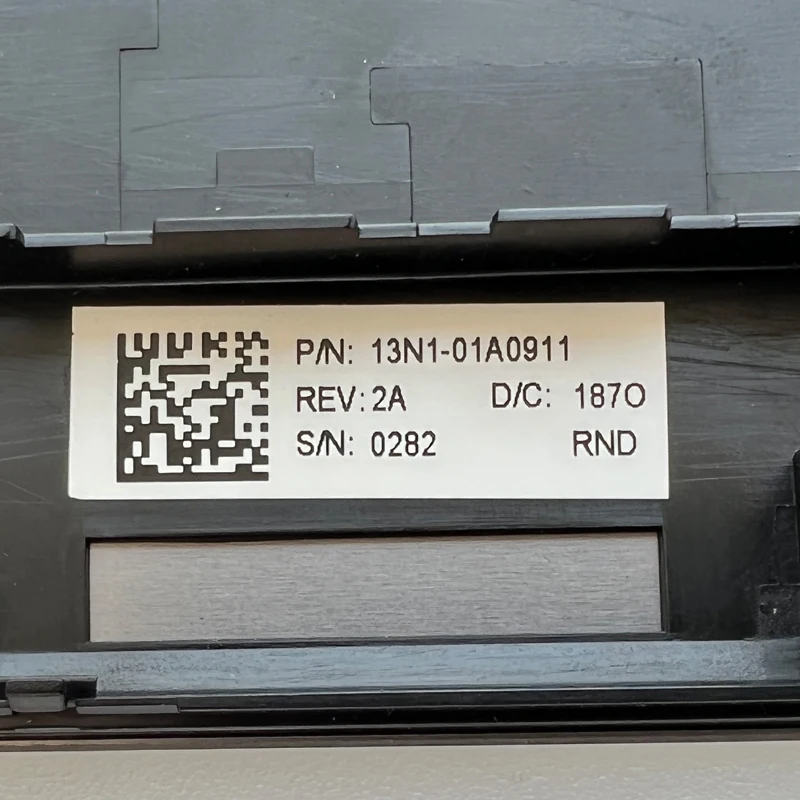 P/N: 13N1-01A0911
REV: 2A D/C: 187O
S/N: 0282 RND